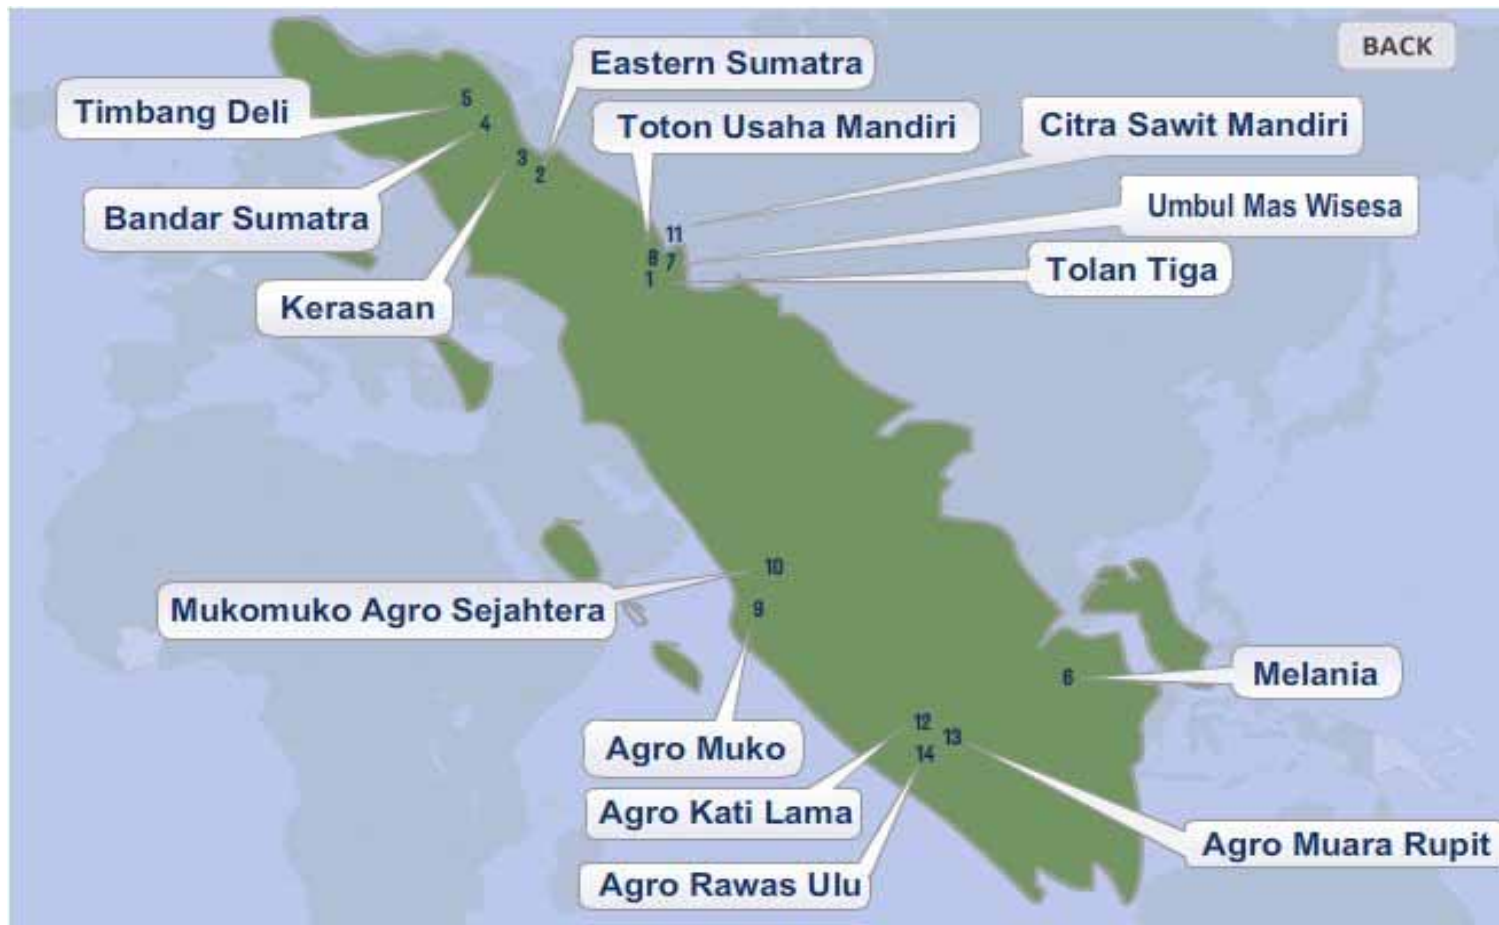 BACK
Eastern Sumatra
Timbang Deli
5
Toton Usaha Mandiri
Citra Sawit Mandiri
4
3
2
Bandar Sumatra
Umbul Mas Wisesa
11
8
7
Tolan Tiga
1
Kerasaan
10
Mukomuko Agro Sejahtera
9
6
Melania
12
13
Agro Muko
14
Agro Kati Lama
Agro Muara Rupit
Agro Rawas Ulu